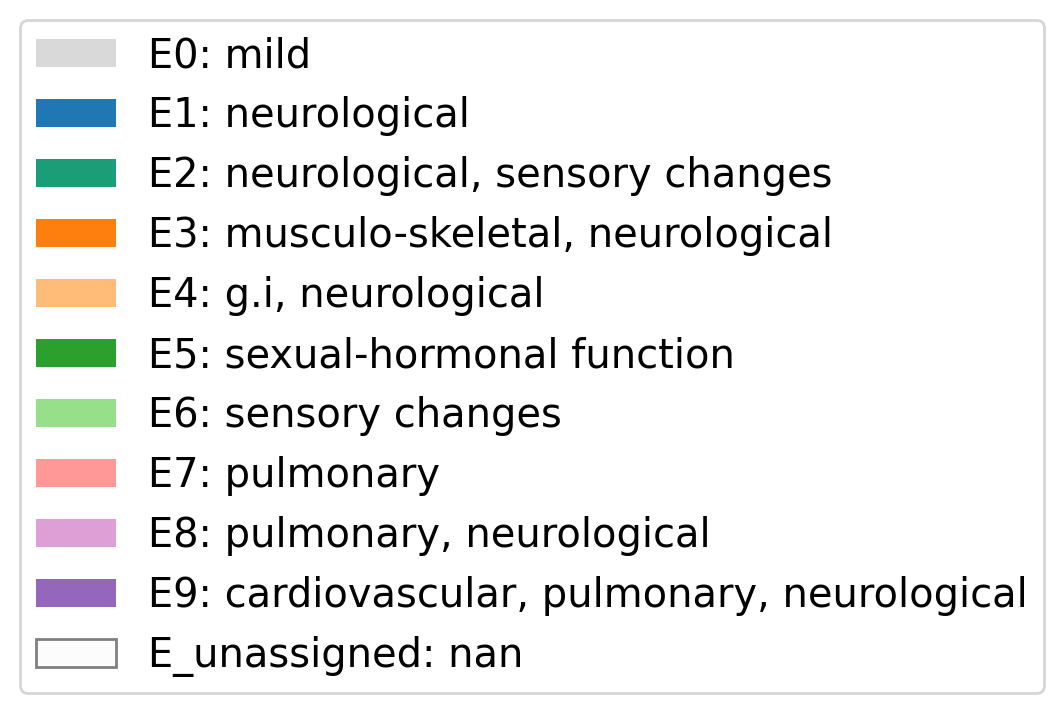 E0: mild
E1: neurological
E2: neurological, sensory changes
E3: musculo-skeletal, neurological
E4: g.i, neurological
E5: sexual-hormonal function
E6: sensory changes
E7: pulmonary
E8: pulmonary, neurological
E9: cardiovascular, pulmonary, neurological
E_unassigned: nan